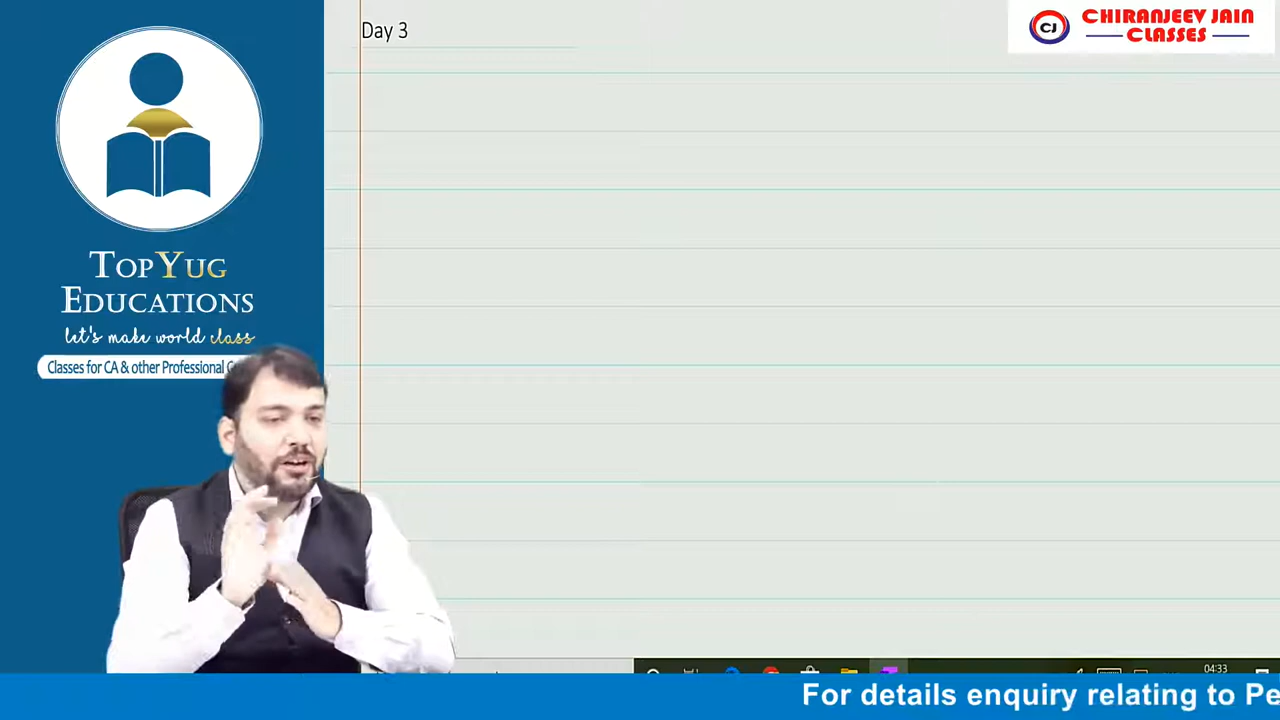 Day 3
CJ
CHIRANJEEV JAIN
CLASSES
TOPYUG
EDUCATIONS
let's make world class
Classes for CA & other Professional
04:33
For details enquiry relating to Pe